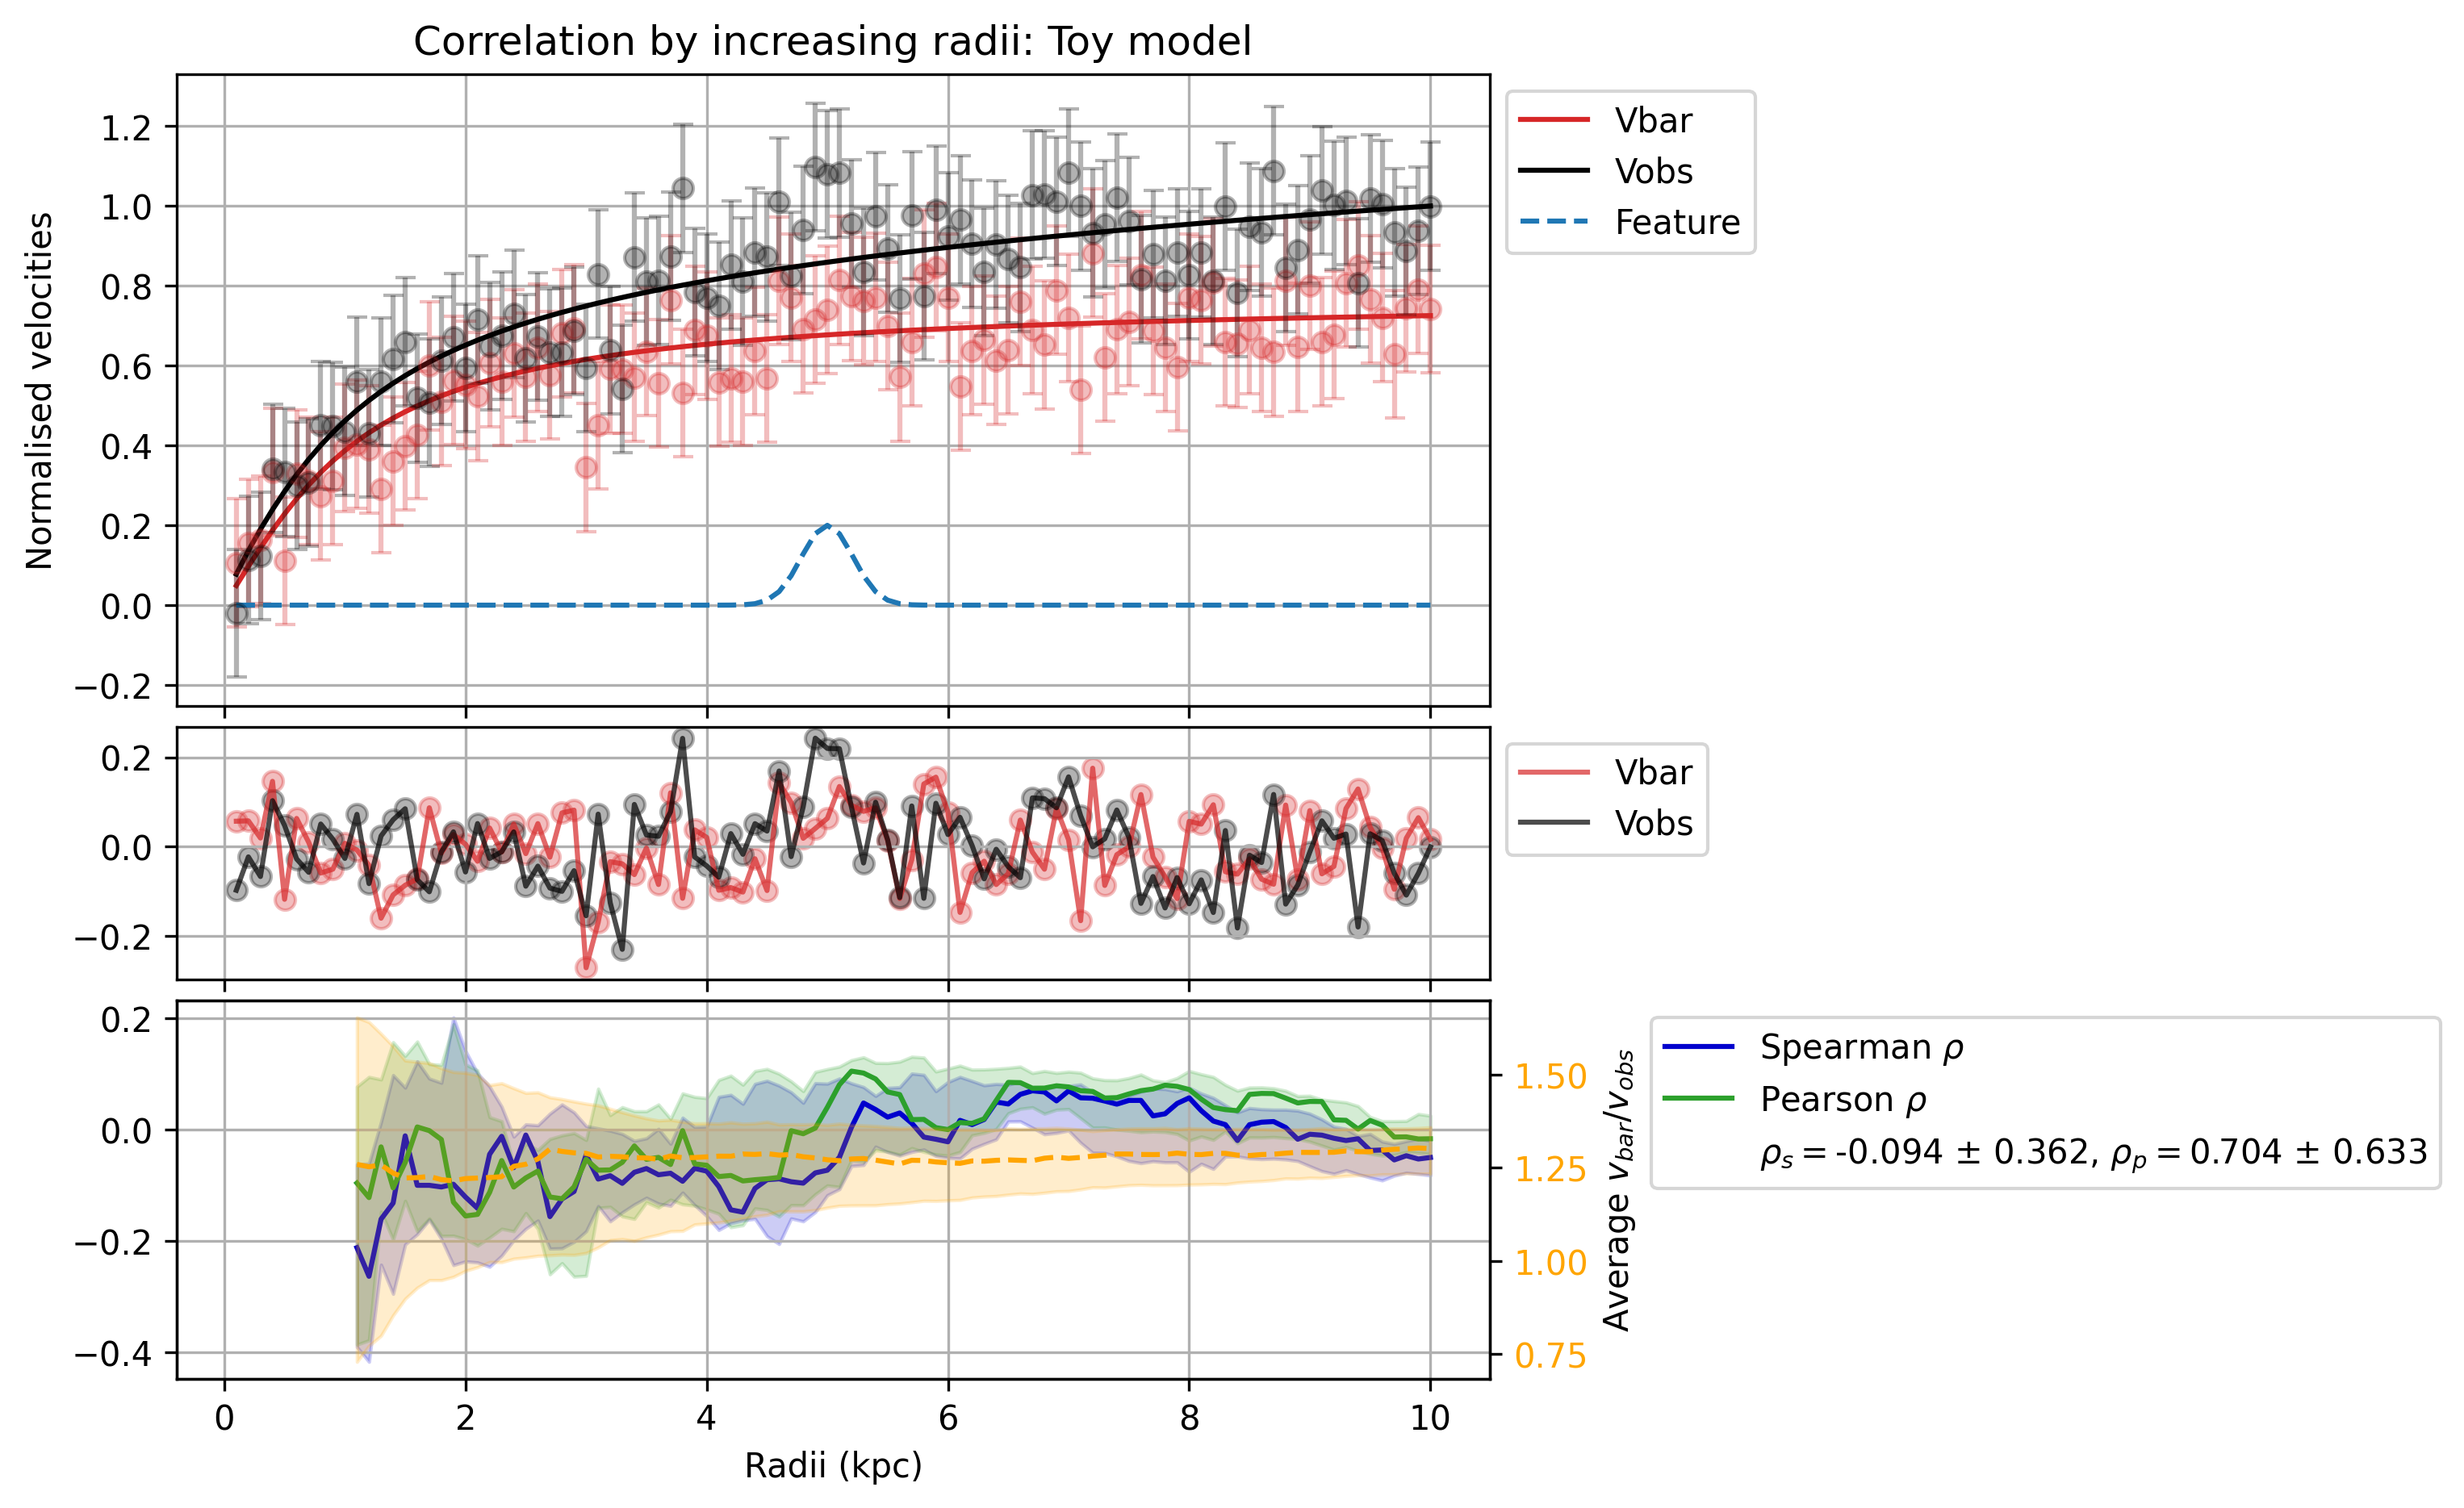 Correlation by increasing radii: Toy model
Normalised velocities
1.2
1.0
0.8
0.6
0.4
0.2
0.0
−0.2
Vbar
Vobs
Feature
0.2
0.0
−0.2
Vbar
Vobs
0.2
0.0
−0.2
−0.4
1.50
1.25
1.00
0.75
Average v_bar/v_obs
Spearman ρ
Pearson ρ
ρ_s = -0.094 ± 0.362, ρ_p = 0.704 ± 0.633
0 2 4 6 8 10
Radii (kpc)